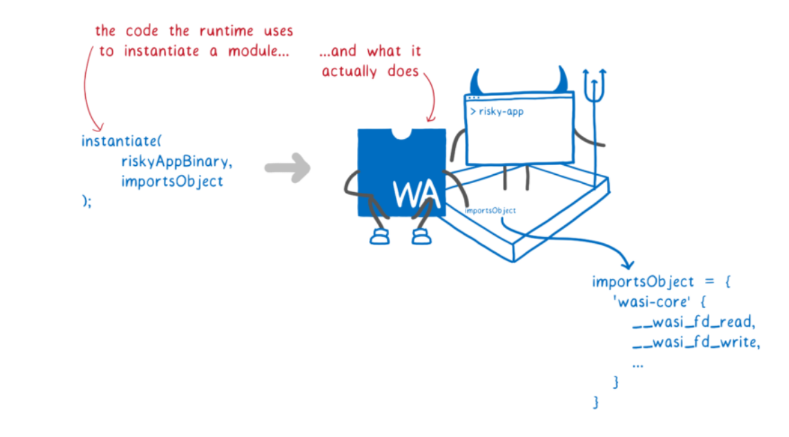 the code the runtime uses
to instantiate a module...
...and what it
actually does
instantiate(
riskyAppBinary,
importsObject
);
> risky-app
WA
importsObject
importsObject = {
'wasi-core' {
__wasi_fd_read,
__wasi_fd_write,
...
}
}